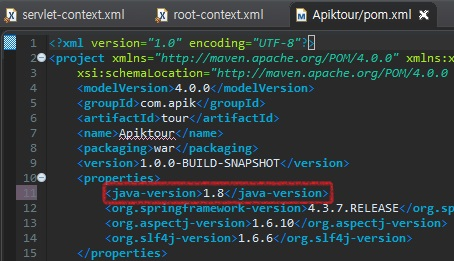 servlet-context.xml root-context.xml Apiktour/pom.xml
1 <?xml version="1.0" encoding="UTF-8"?>
2 <project xmlns="http://maven.apache.org/POM/4.0.0" xmlns:x
3 xsi:schemaLocation="http://maven.apache.org/POM/4.0.0
4 <modelVersion>4.0.0</modelVersion>
5 <groupId>com.apik</groupId>
6 <artifactId>tour</artifactId>
7 <name>Apiktour</name>
8 <packaging>war</packaging>
9 <version>1.0.0-BUILD-SNAPSHOT</version>
10 <properties>
11 <java-version>1.8</java-version>
12 <org.springframework-version>4.3.7.RELEASE</org.sp
13 <org.aspectj-version>1.6.10</org.aspectj-version>
14 <org.slf4j-version>1.6.6</org.slf4j-version>
15 </properties>